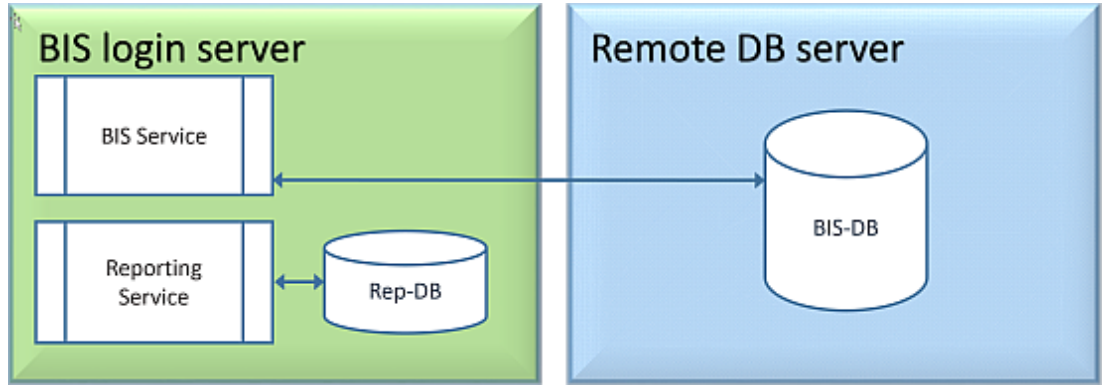 BIS login server
Remote DB server
BIS Service
BIS-DB
Reporting
Service
Rep-DB